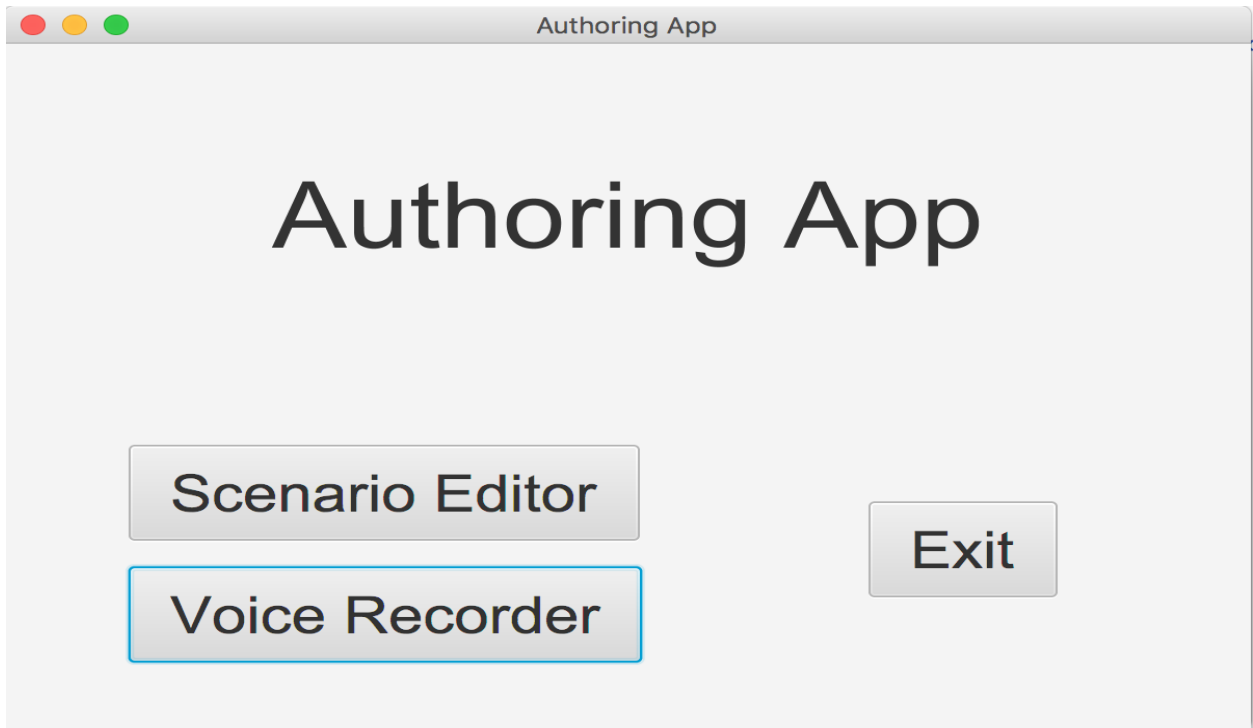 Authoring App
Authoring App
Scenario Editor
Exit
Voice Recorder